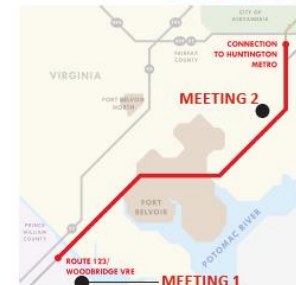 CITY OF
ALEXANDRIA
CONNECTION
TO HUNTINGTON
METRO
FAIRFAX
COUNTY
VIRGINIA
FORT BELVOIR
NORTH
MEETING 2
FORT
BELVOIR
PRINCE
WILLIAM
COUNTY
POTOMAC RIVER
ROUTE 123/
WOODBRIDGE VRE
MEETING 1